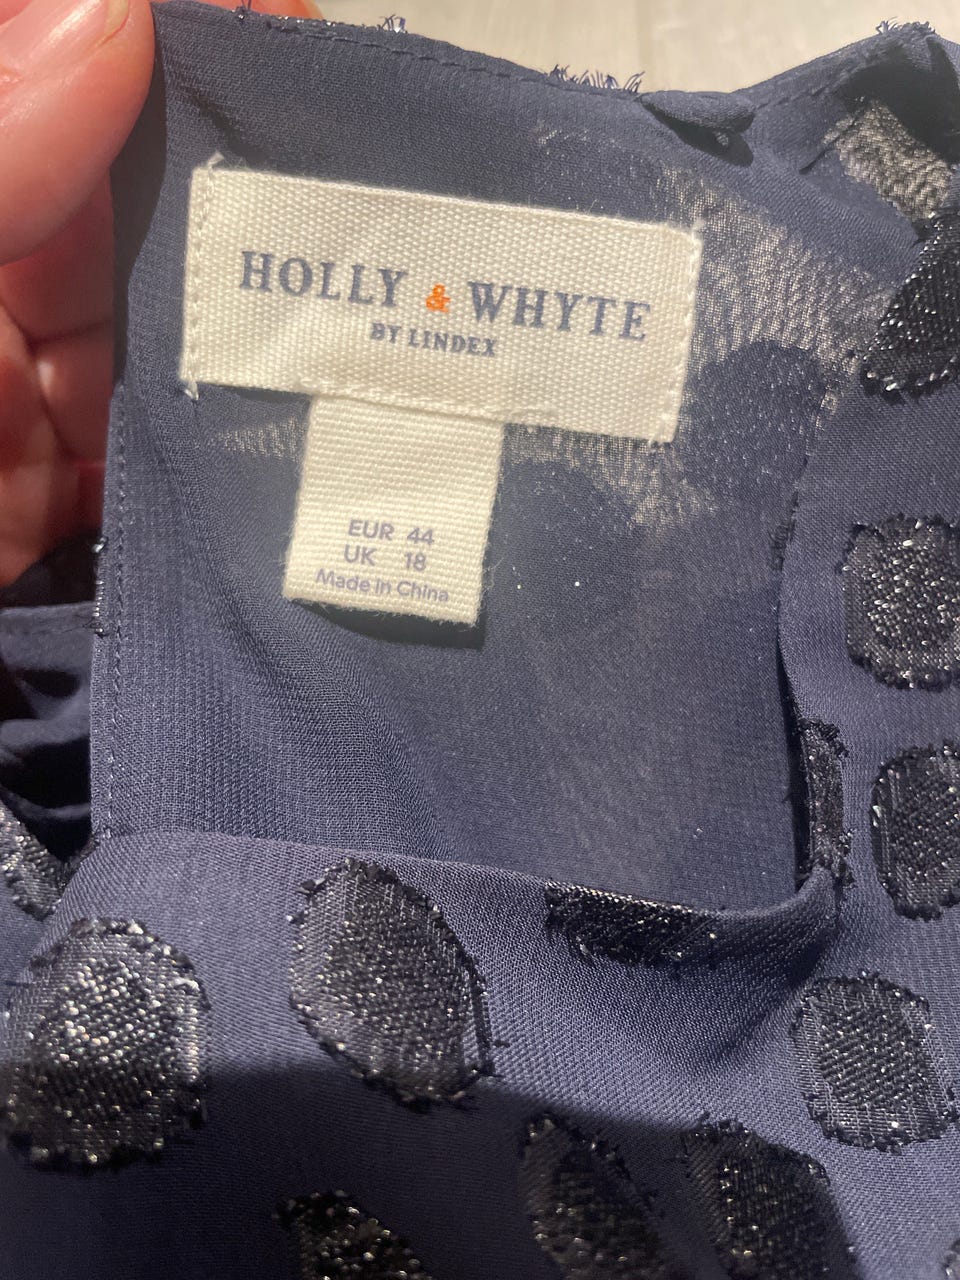 HOLLY & WHYTE
BY LINDEX
EUR 44
UK 18
Made in China